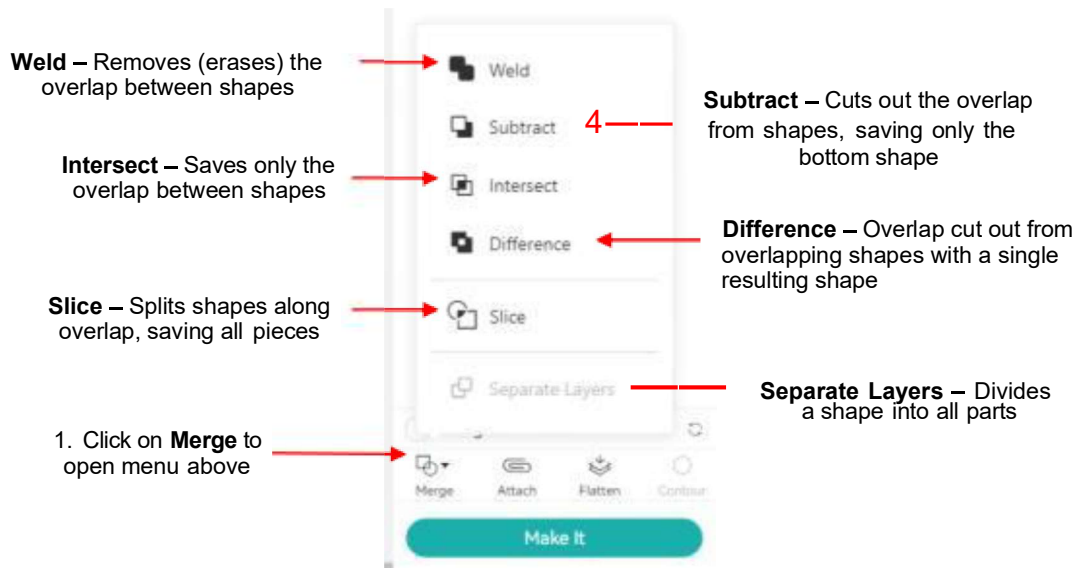 Weld – Removes (erases) the
overlap between shapes
Weld
Subtract
4
Subtract – Cuts out the overlap
from shapes, saving only the
bottom shape
Intersect – Saves only the
overlap between shapes
Intersect
Difference
Difference – Overlap cut out from
overlapping shapes with a single
resulting shape
Slice – Splits shapes along
overlap, saving all pieces
Slice
Separate Layers
Separate Layers – Divides
a shape into all parts
1. Click on Merge to
open menu above
Merge
Attach
Flatten
Contour
Make It